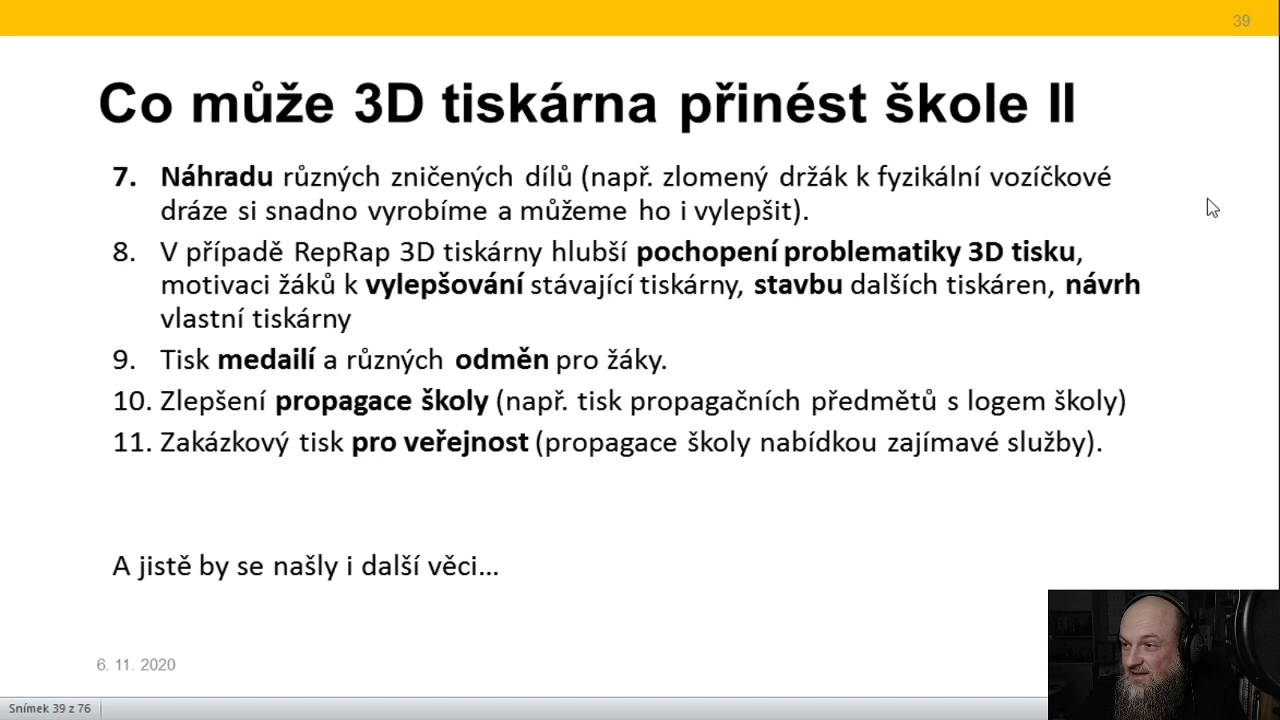 39
Co může 3D tiskárna přinést škole II
7. Náhradu různých zničených dílů (např. zlomený držák k fyzikální vozíčkové
dráze si snadno vyrobíme a můžeme ho i vylepšit).
8. V případě RepRap 3D tiskárny hlubší pochopení problematiky 3D tisku,
motivaci žáků k vylepšování stávající tiskárny, stavbu dalších tiskáren, návrh
vlastní tiskárny
9. Tisk medailí a různých odměn pro žáky.
10. Zlepšení propagace školy (např. tisk propagačních předmětů s logem školy)
11. Zakázkový tisk pro veřejnost (propagace školy nabídkou zajímavé služby).
A jistě by se našly i další věci...
6. 11. 2020
Snímek 39 z 76